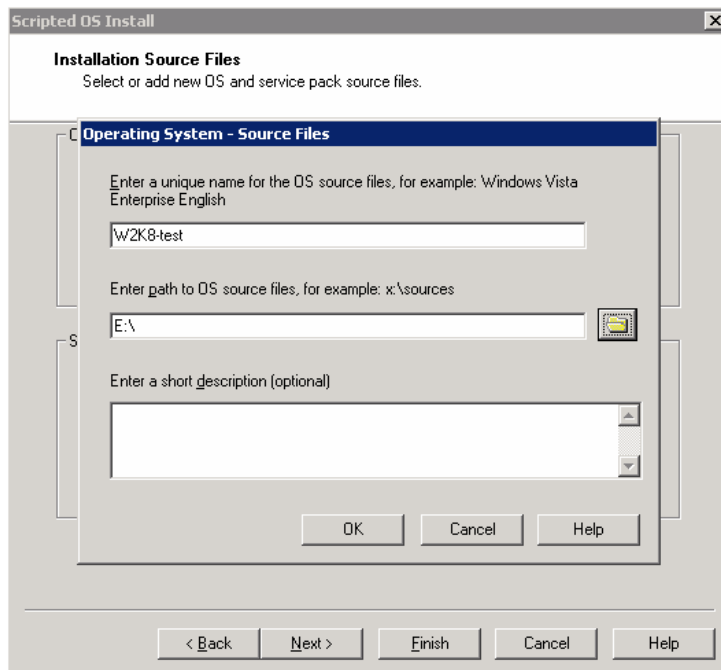 Scripted OS Install
Installation Source Files
Select or add new OS and service pack source files.
Operating System - Source Files
Enter a unique name for the OS source files, for example: Windows Vista
Enterprise English
W2K8-test
Enter path to OS source files, for example: x:\sources
E:\
Enter a short description (optional)
OK Cancel Help
< Back Next > Finish Cancel Help